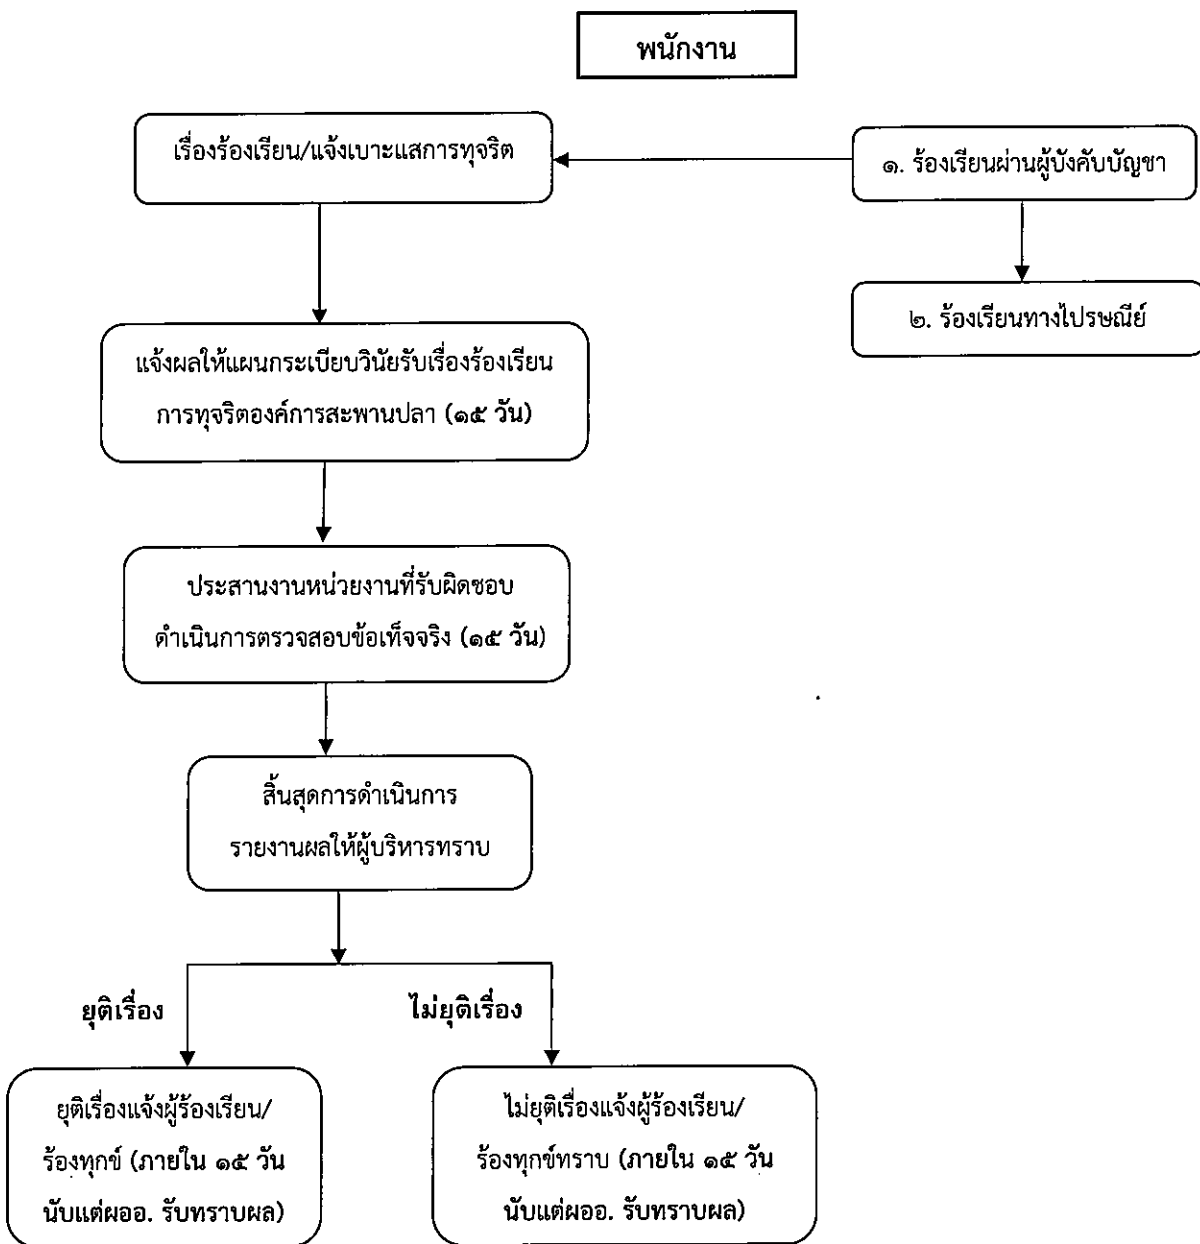 พนักงาน
เรื่องร้องเรียน/แจ้งเบาะแสการทุจริต
๑. ร้องเรียนผ่านผู้บังคับบัญชา
๒. ร้องเรียนทางไปรษณีย์
แจ้งผลให้แผนกระเบียบวินัยรับเรื่องร้องเรียน
การทุจริตองค์การสะพานปลา (๑๕ วัน)
ประสานงานหน่วยงานที่รับผิดชอบ
ดำเนินการตรวจสอบข้อเท็จจริง (๑๕ วัน)
สิ้นสุดการดำเนินการ
รายงานผลให้ผู้บริหารทราบ
ยุติเรื่อง
ไม่ยุติเรื่อง
ยุติเรื่องแจ้งผู้ร้องเรียน/
ร้องทุกข์ (ภายใน ๑๕ วัน
นับแต่ผออ. รับทราบผล)
ไม่ยุติเรื่องแจ้งผู้ร้องเรียน/
ร้องทุกข์ทราบ (ภายใน ๑๕ วัน
นับแต่ผออ. รับทราบผล)